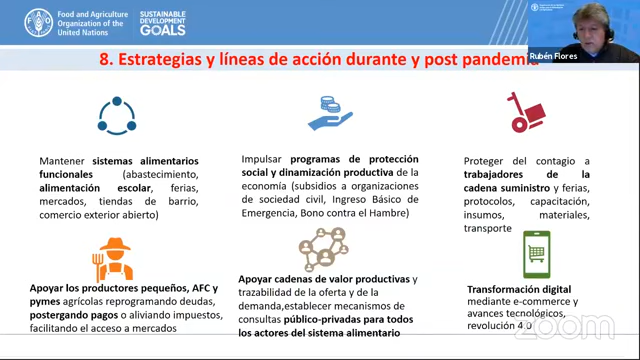 Food and Agriculture
Organization of the
United Nations
SUSTAINABLE
DEVELOPMENT
GOALS
Rubén Flores
8. Estrategias y líneas de acción durante y post pandemia
Mantener sistemas alimentarios
funcionales (abastecimiento,
alimentación escolar, ferias,
mercados, tiendas de barrio,
comercio exterior abierto)
Impulsar programas de protección
social y dinamización productiva de la
economía (subsidios a organizaciones
de sociedad civil, Ingreso Básico de
Emergencia, Bono contra el Hambre)
Proteger del contagio a
trabajadores de la
cadena suministro y ferias,
protocolos, capacitación,
insumos, materiales,
transporte
Apoyar los productores pequeños, AFC y
pymes agrícolas reprogramando deudas,
postergando pagos o aliviando impuestos,
facilitando el acceso a mercados
Apoyar cadenas de valor productivas y
trazabilidad de la oferta y de la
demanda,establecer mecanismos de
consultas público-privadas para todos
los actores del sistema alimentario
Transformación digital
mediante e-commerce y
avances tecnológicos,
revolución 4.0
zoom